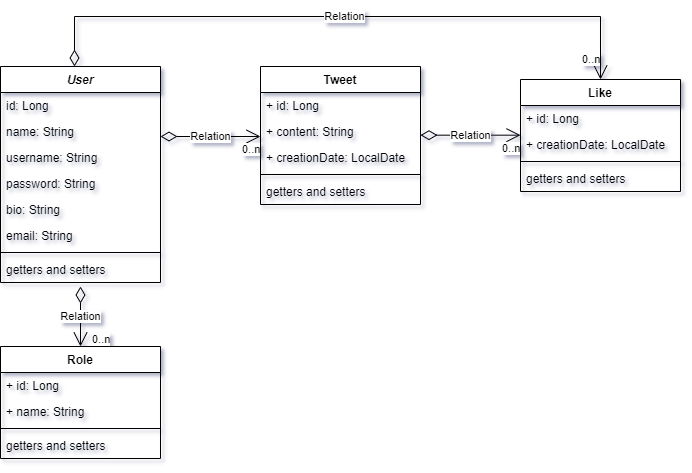 Relation
0..n
User
id: Long
name: String
username: String
password: String
bio: String
email: String
getters and setters
Relation
0..n
Tweet
+ id: Long
+ content: String
+ creationDate: LocalDate
getters and setters
Relation
0..n
Like
+ id: Long
+ creationDate: LocalDate
getters and setters
Relation
0..n
Role
+ id: Long
+ name: String
getters and setters